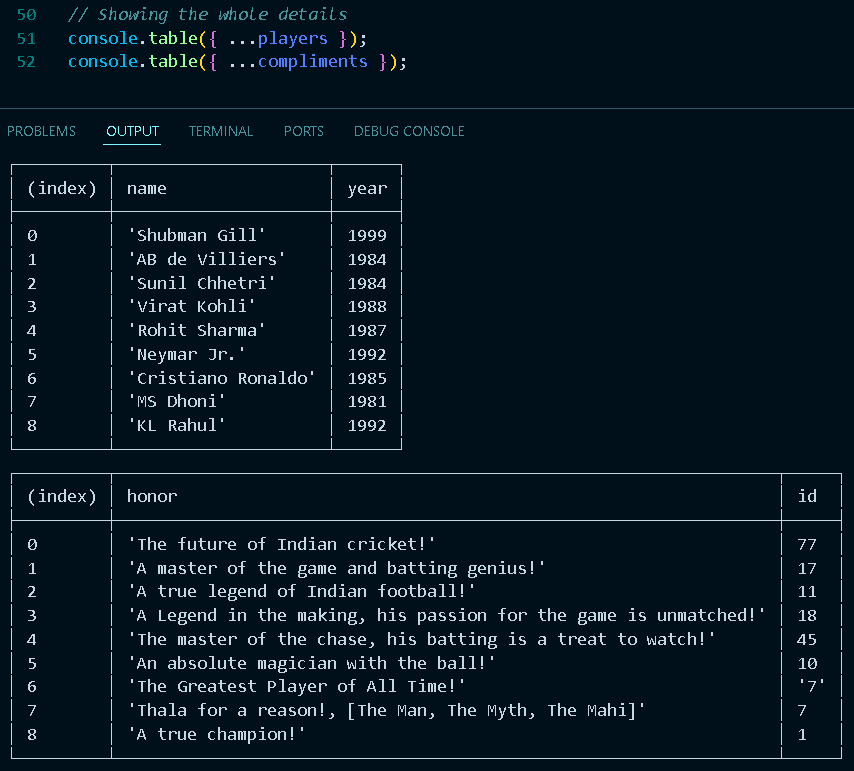 50 // Showing the whole details
51 console.table({ ...players });
52 console.table({ ...compliments });
PROBLEMS OUTPUT TERMINAL PORTS DEBUG CONSOLE
(index) name year
0 'Shubman Gill' 1999
1 'AB de Villiers' 1984
2 'Sunil Chhetri' 1984
3 'Virat Kohli' 1988
4 'Rohit Sharma' 1987
5 'Neymar Jr.' 1992
6 'Cristiano Ronaldo' 1985
7 'MS Dhoni' 1981
8 'KL Rahul' 1992
(index) honor id
0 'The future of Indian cricket!' 77
1 'A master of the game and batting genius!' 17
2 'A true legend of Indian football!' 11
3 'A Legend in the making, his passion for the game is unmatched!' 18
4 'The master of the chase, his batting is a treat to watch!' 45
5 'An absolute magician with the ball!' 10
6 'The Greatest Player of All Time!' '7'
7 'Thala for a reason!, [The Man, The Myth, The Mahi]' 7
8 'A true champion!' 1